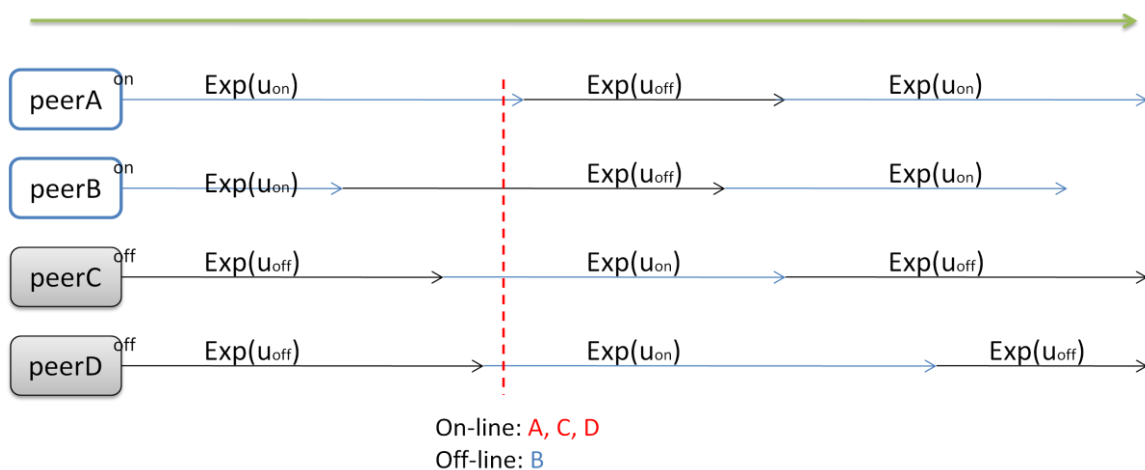 on Exp(uon) Exp(uoff) Exp(uon)
peerA
on Exp(uon) Exp(uoff) Exp(uon)
peerB
off Exp(uoff) Exp(uon) Exp(uoff)
peerC
off Exp(uoff) Exp(uon) Exp(uoff)
peerD
On-line: A, C, D
Off-line: B